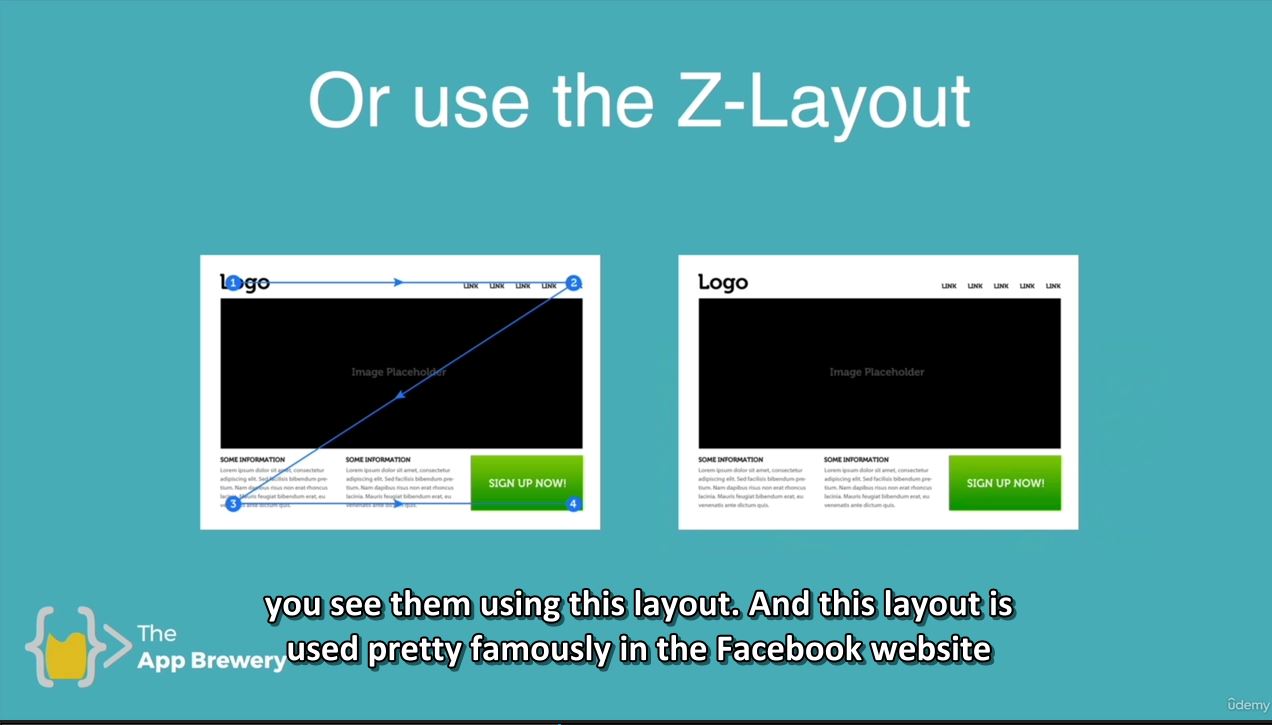 Or use the Z-Layout
Logo
1
2
LINK LINK LINK LINK
Image Placeholder
SOME INFORMATION
Lorem ipsum dolor sit amet, consectetur
adipiscing elit. Sed facilisis bibendum pre-
tium. Nam dapibus risus non erat rhoncus
lacinia. Mauris feugiat bibendum erat, eu
venenatis ante dictum quis.
SOME INFORMATION
Lorem ipsum dolor sit amet, consectetur
adipiscing elit. Sed facilisis bibendum pre-
tium. Nam dapibus risus non erat rhoncus
lacinia. Mauris feugiat bibendum erat, eu
venenatis ante dictum quis.
SIGN UP NOW!
3
4
Logo
LINK LINK LINK LINK LINK
Image Placeholder
SOME INFORMATION
Lorem ipsum dolor sit amet, consectetur
adipiscing elit. Sed facilisis bibendum pre-
tium. Nam dapibus risus non erat rhoncus
lacinia. Mauris feugiat bibendum erat, eu
venenatis ante dictum quis.
SOME INFORMATION
Lorem ipsum dolor sit amet, consectetur
adipiscing elit. Sed facilisis bibendum pre-
tium. Nam dapibus risus non erat rhoncus
lacinia. Mauris feugiat bibendum erat, eu
venenatis ante dictum quis.
SIGN UP NOW!
you see them using this layout. And this layout is
used pretty famously in the Facebook website
The
App Brewery
ûdemy